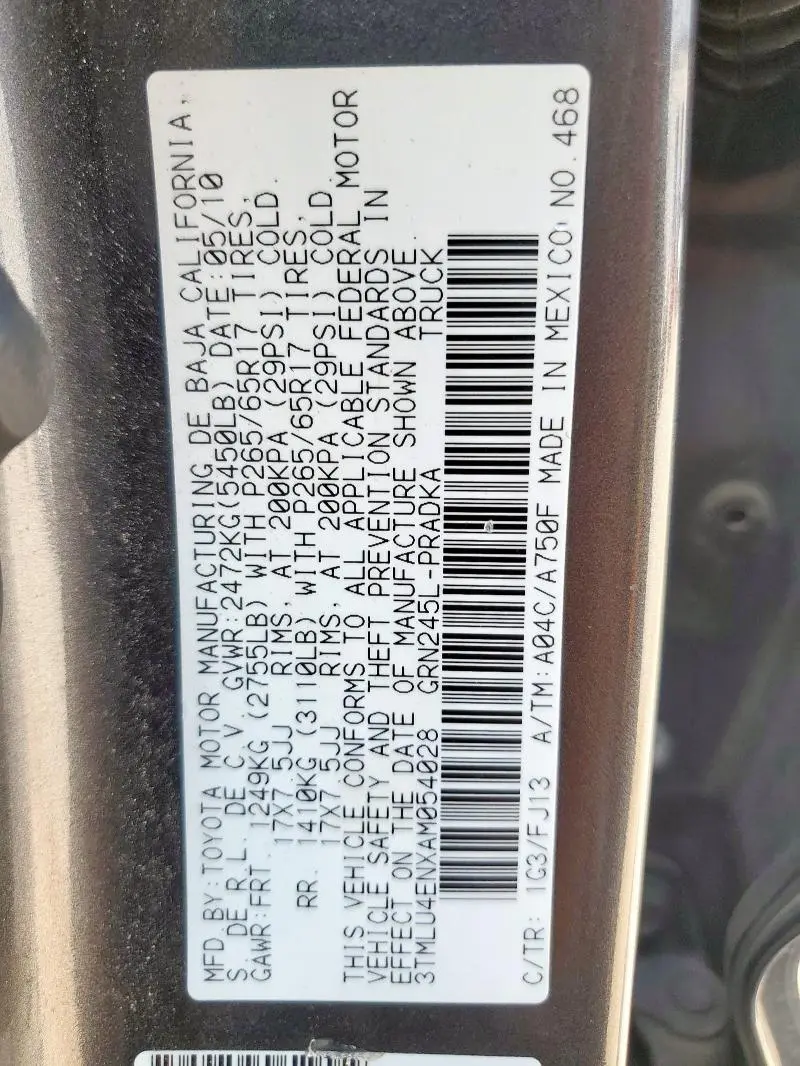 MFD.BY:TOYOTA MOTOR MANUFACTURING DE BAJA CALIFORNIA,
S. DE R.L. DE C.V. GVWR:2472KG(5450LB) DATE:05/10
GAWR:FRT. 1249KG (2755LB) WITH P265/65R17 TIRES,
17X7.5JJ RIMS, AT 200KPA (29PSI) COLD.
RR. 1410KG (3110LB) WITH P265/65R17 TIRES,
17X7.5JJ RIMS, AT 200KPA (29PSI) COLD.
THIS VEHICLE CONFORMS TO ALL APPLICABLE FEDERAL MOTOR
VEHICLE SAFETY AND THEFT PREVENTION STANDARDS IN
EFFECT ON THE DATE OF MANUFACTURE SHOWN ABOVE.
3TMLU4ENXAM054028 GRN245L-PRADKA TRUCK
C/TR: 1G3/FJ13 A/TM:A04C/A750F MADE IN MEXICO NO.468